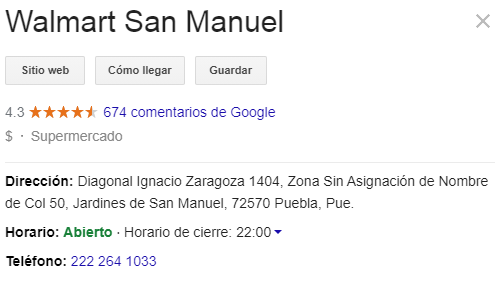 Walmart San Manuel
Sitio web Cómo llegar Guardar
4.3 674 comentarios de Google
$ · Supermercado
Dirección: Diagonal Ignacio Zaragoza 1404, Zona Sin Asignación de Nombre
de Col 50, Jardines de San Manuel, 72570 Puebla, Pue.
Horario: Abierto · Horario de cierre: 22:00
Teléfono: 222 264 1033